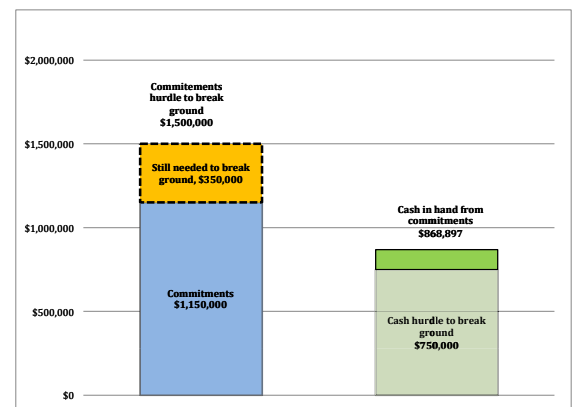 $2,000,000
Commitements
hurdle to break
ground
$1,500,000
$1,500,000
Still needed to break
ground, $350,000
Cash in hand from
commitments
$868,897
$1,000,000
Commitments
$1,150,000
$500,000
Cash hurdle to break
ground
$750,000
$0